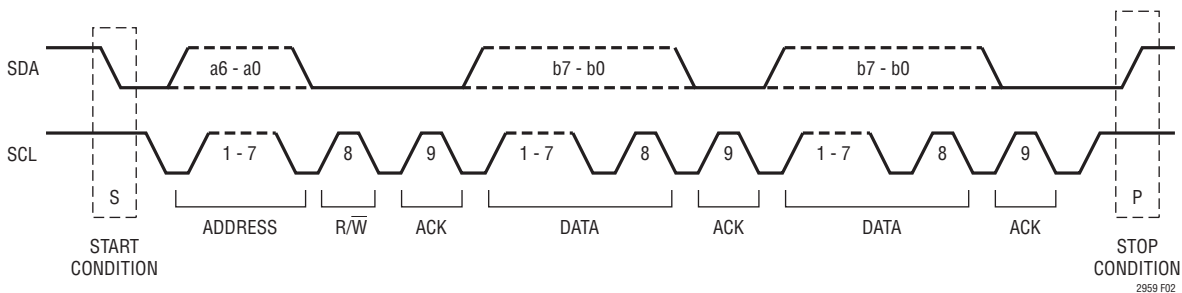 SDA
a6 - a0
b7 - b0
b7 - b0
SCL
1 - 7
8
9
1 - 7
8
9
1 - 7
8
9
S
P
ADDRESS
R/W̅
ACK
DATA
ACK
DATA
ACK
START
CONDITION
STOP
CONDITION
2959 F02